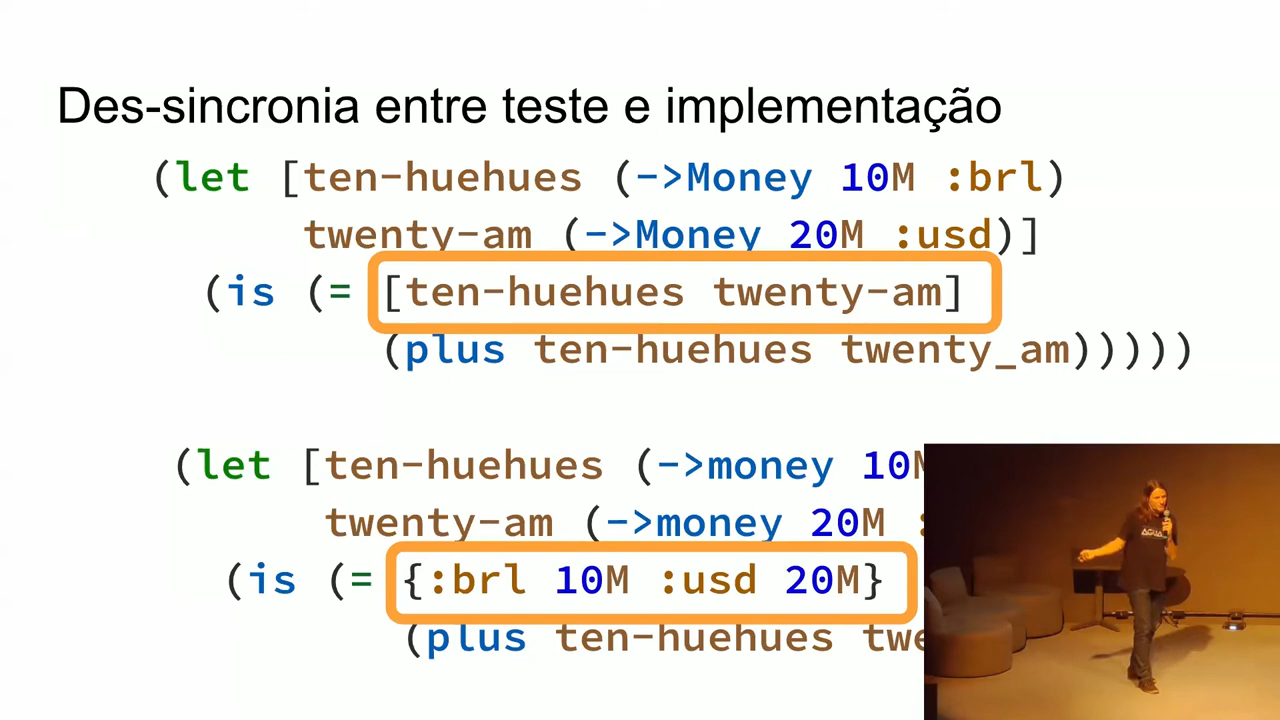 Des-sincronia entre teste e implementação
(let [ten-huehues (->Money 10M :brl)
twenty-am (->Money 20M :usd)]
(is (= [ten-huehues twenty-am]
(plus ten-huehues twenty_am)))))
(let [ten-huehues (->money 10M
twenty-am (->money 20M :
(is (= {:brl 10M :usd 20M}
(plus ten-huehues